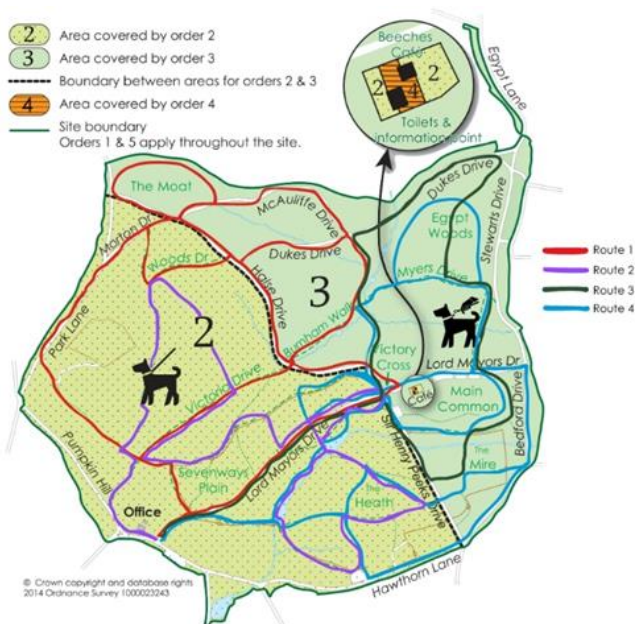 2 Area covered by order 2
3 Area covered by order 3
Boundary between areas for orders 2 & 3
4 Area covered by order 4
Site boundary
Orders 1 & 5 apply throughout the site.
Beeches
Café
2
2
4
Toilets &
information point
Egypt Lane
The Moat
McAuliffe Drive
Dukes Drive
Morton Dr
Woods Dr
Dukes Drive
Egypt
Woods
Stewarts Drive
Route 1
Route 2
Route 3
Route 4
Halse Drive
3
Myers Drive
Park Lane
2
Burnham Walk
Victory
Cross
Lord Mayors Dr
Victoria Drive
2
Café
Main
Common
Bedford Drive
Pumpkin Hill
Sevenways
Plain
Lord Mayors Drive
Sir Henry Peeks Drive
The
Mire
Office
The
Heath
Hawthorn Lane
© Crown copyright and database rights
2014 Ordnance Survey 1000023243